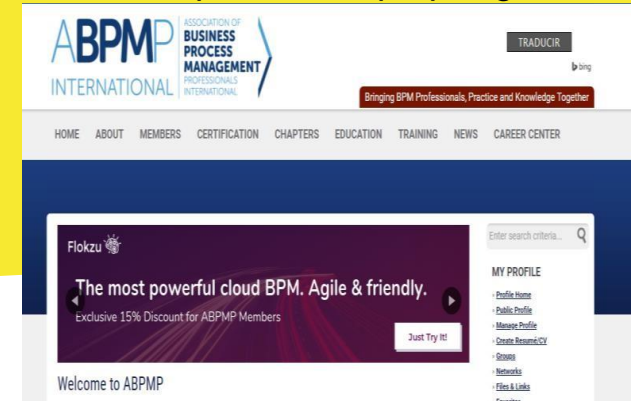 ABPMP
INTERNATIONAL
ASSOCIATION OF
BUSINESS
PROCESS
MANAGEMENT
PROFESSIONALS
INTERNATIONAL
TRADUCIR
bing
Bringing BPM Professionals, Practice and Knowledge Together
HOME ABOUT MEMBERS CERTIFICATION CHAPTERS EDUCATION TRAINING NEWS CAREER CENTER
Enter search criteria...
Flokzu
The most powerful cloud BPM. Agile & friendly.
Exclusive 15% Discount for ABPMP Members
Just Try It!
MY PROFILE
Profile Home
Public Profile
Manage Profile
Create Resumé/CV
Groups
Networks
Files & Links
Welcome to ABPMP